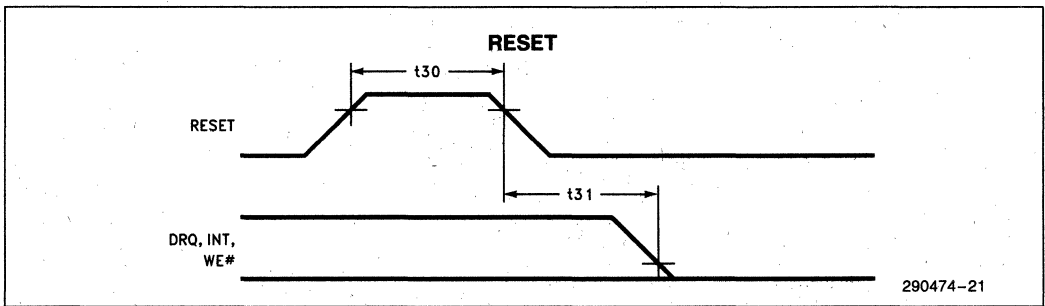 RESET
t30
RESET
t31
DRQ, INT,
WE#
290474-21